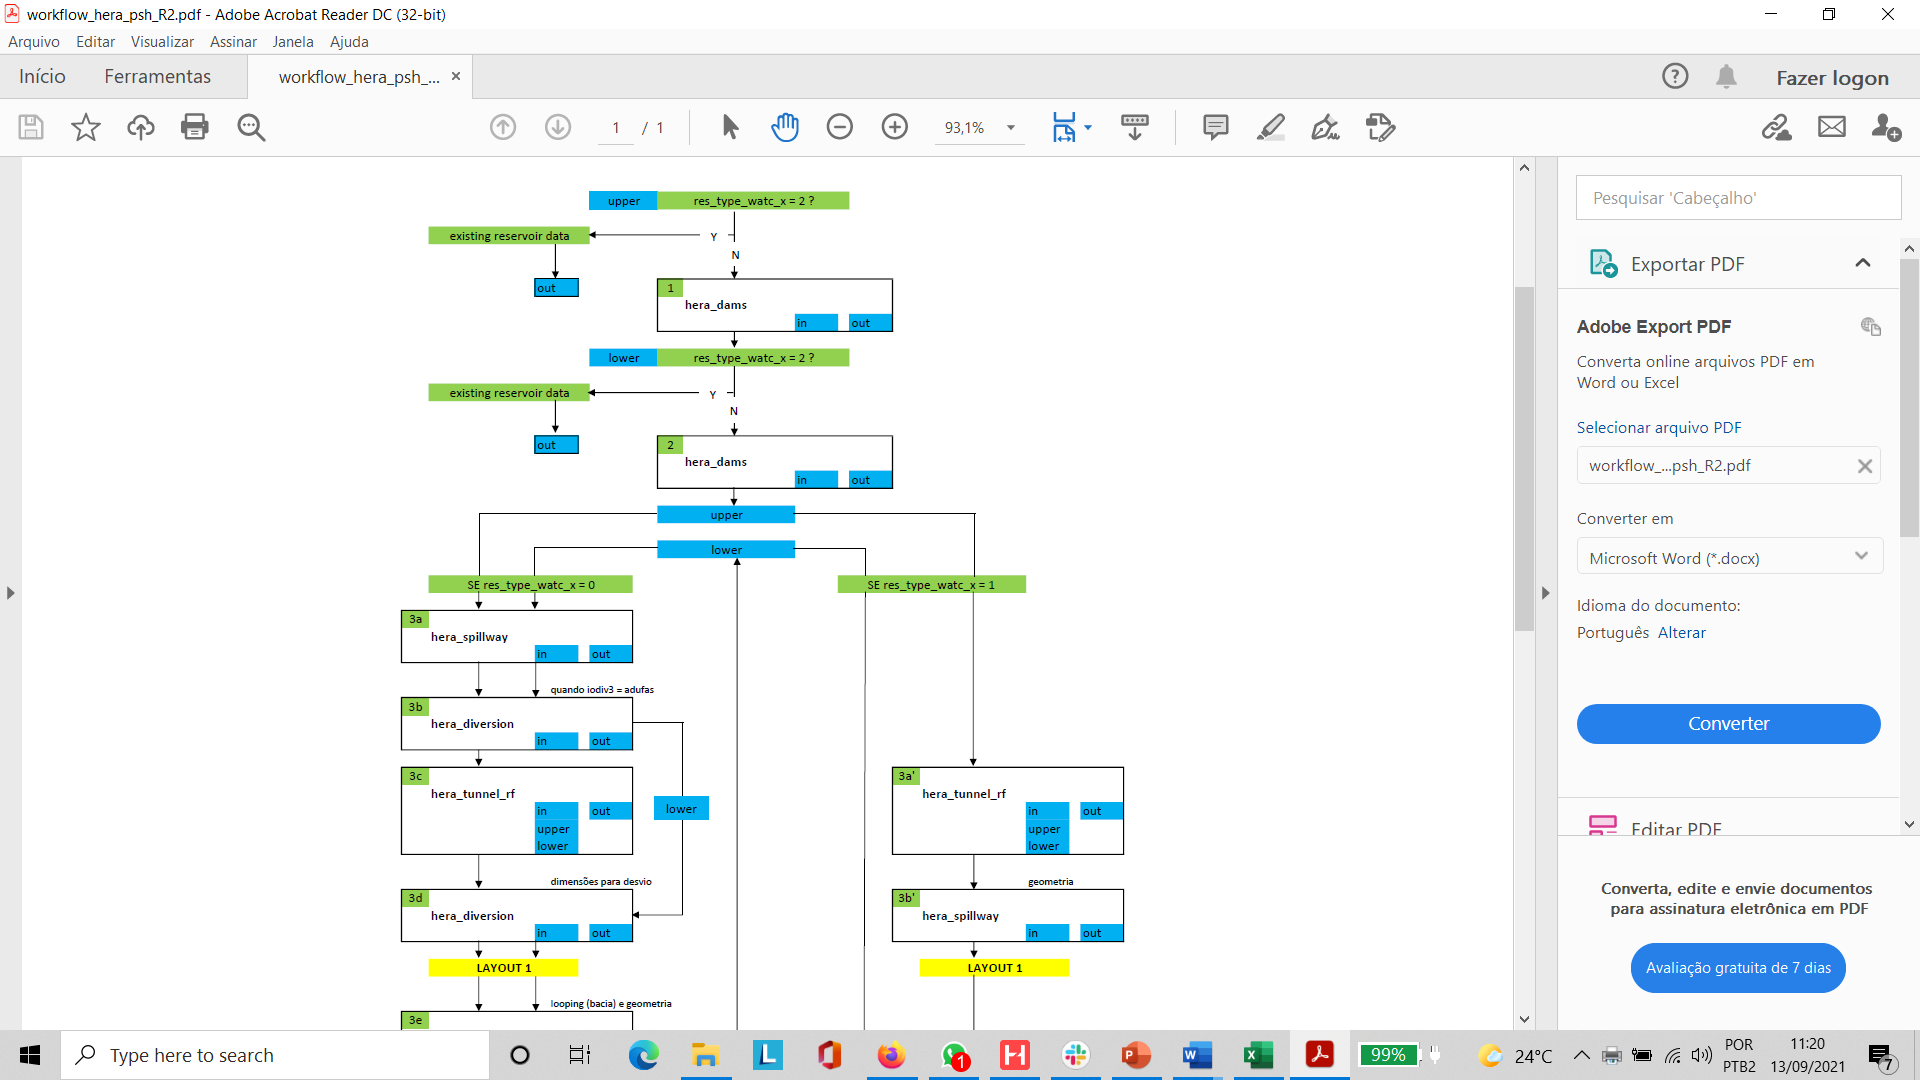 workflow_hera_psh_R2.pdf - Adobe Acrobat Reader DC (32-bit)
Arquivo Editar Visualizar Assinar Janela Ajuda
Início Ferramentas workflow_hera_psh_... ×
Fazer logon
1 / 1
93,1%
upper res_type_watc_x = 2 ?
existing reservoir data
Y
N
out
1
hera_dams
in out
lower res_type_watc_x = 2 ?
existing reservoir data
Y
N
out
2
hera_dams
in out
upper
lower
SE res_type_watc_x = 0
SE res_type_watc_x = 1
3a
hera_spillway
in out
quando iodiv3 = adufas
3b
hera_diversion
in out
3c
hera_tunnel_rf
in out
upper
lower
lower
3a'
hera_tunnel_rf
in out
upper
lower
dimensões para desvio
3d
hera_diversion
in out
geometria
3b'
hera_spillway
in out
LAYOUT 1
LAYOUT 1
looping (bacia) e geometria
3e
Pesquisar 'Cabeçalho'
Exportar PDF
Adobe Export PDF
Converta online arquivos PDF em
Word ou Excel
Selecionar arquivo PDF
workflow_...psh_R2.pdf
Converter em
Microsoft Word (*.docx)
Idioma do documento:
Português Alterar
Converter
Editar PDF
Converta, edite e envie documentos
para assinatura eletrônica em PDF
Avaliação gratuita de 7 dias
Type here to search
1
99%
24°C
POR
PTB2
11:20
13/09/2021
7